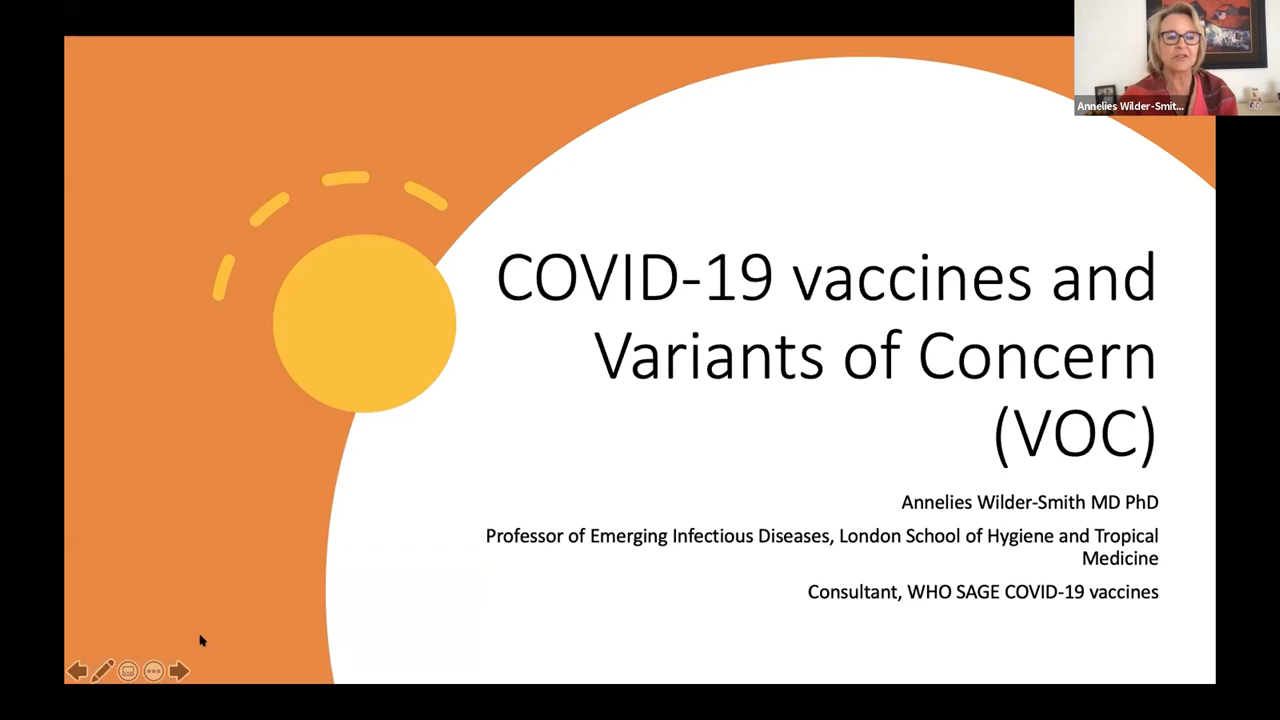 Annelies Wilder-Smit...
COVID-19 vaccines and
Variants of Concern
(VOC)
Annelies Wilder-Smith MD PhD
Professor of Emerging Infectious Diseases, London School of Hygiene and Tropical
Medicine
Consultant, WHO SAGE COVID-19 vaccines